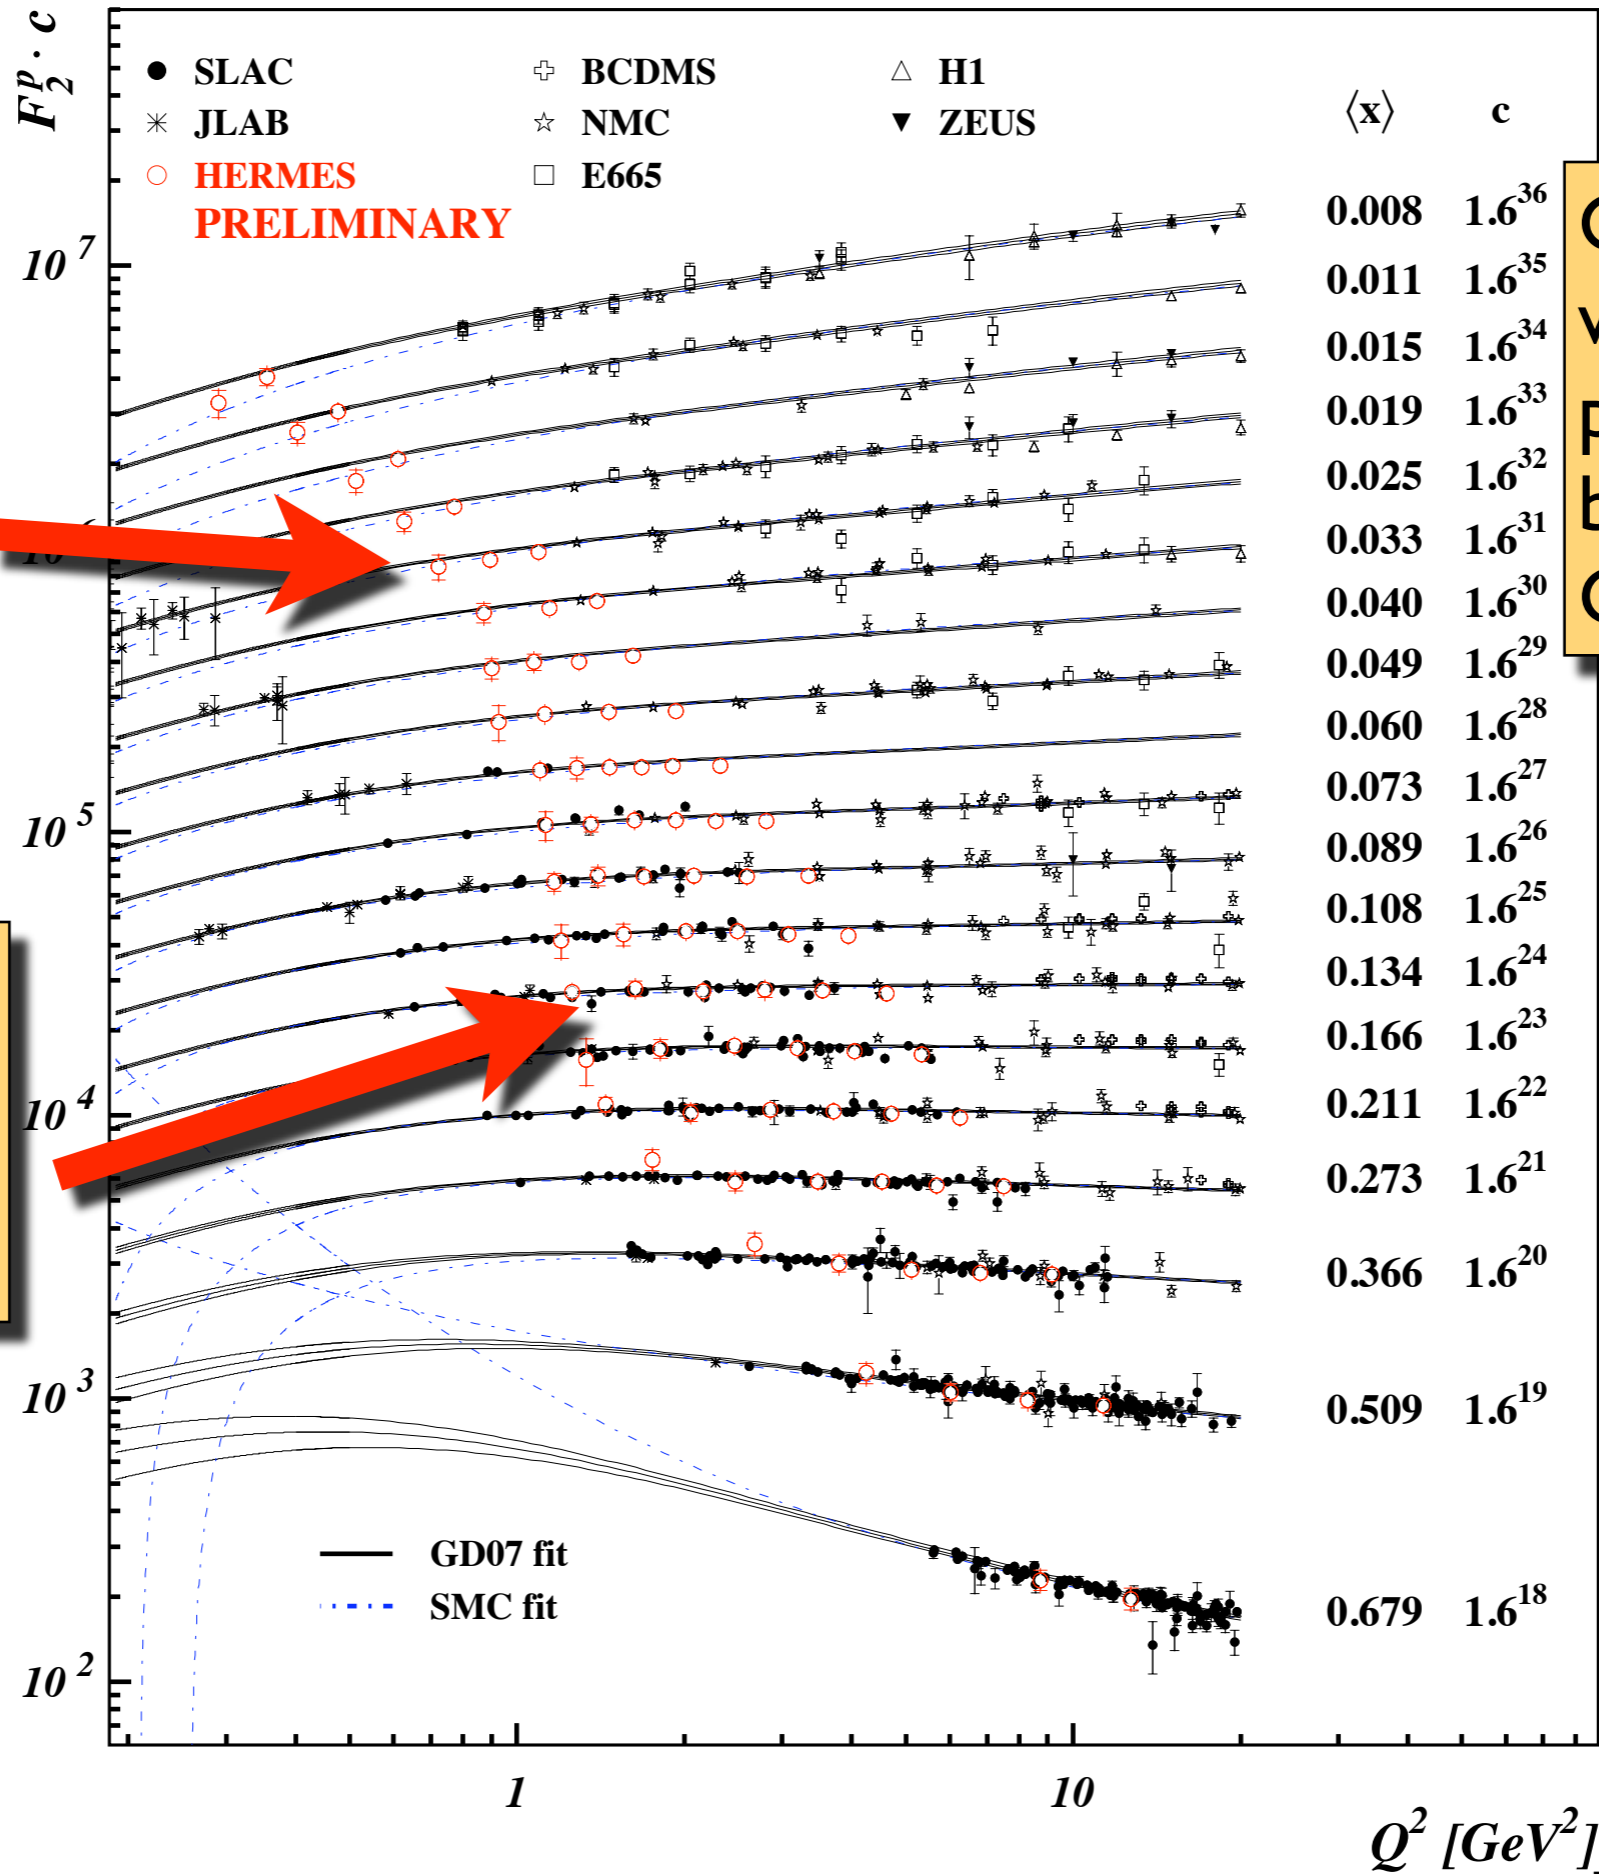 F₂ᵖ · c
SLAC
JLAB
HERMES
PRELIMINARY
BCDMS
NMC
E665
H1
ZEUS
⟨x⟩ c
0.008 1.6³⁶
0.011 1.6³⁵
0.015 1.6³⁴
0.019 1.6³³
0.025 1.6³²
0.033 1.6³¹
0.040 1.6³⁰
0.049 1.6²⁹
0.060 1.6²⁸
0.073 1.6²⁷
0.089 1.6²⁶
0.108 1.6²⁵
0.134 1.6²⁴
0.166 1.6²³
0.211 1.6²²
0.273 1.6²¹
0.366 1.6²⁰
0.509 1.6¹⁹
0.679 1.6¹⁸
10⁷
10⁵
10⁴
10³
10²
GD07 fit
SMC fit
1 10
Q² [GeV²]